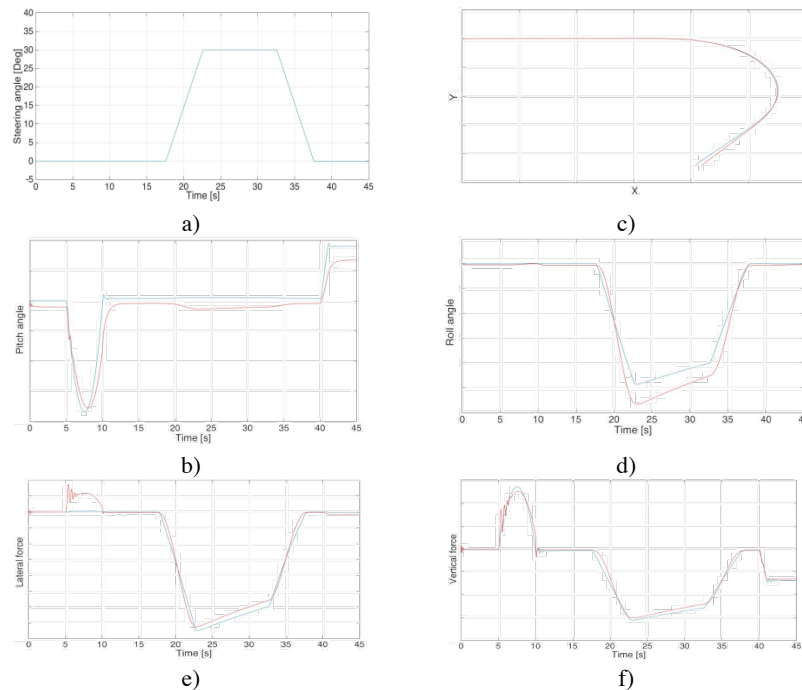 40
35
30
25
20
15
10
5
0
-5
Steering angle [Deg]
0 5 10 15 20 25 30 35 40 45
Time [s]
a)
Y
X
c)
Pitch angle
0 5 10 15 20 25 30 35 40 45
Time [s]
b)
Roll angle
0 5 10 15 20 25 30 35 40 45
Time [s]
d)
Lateral force
0 5 10 15 20 25 30 35 40 45
Time [s]
e)
Vertical force
0 5 10 15 20 25 30 35 40 45
Time [s]
f)